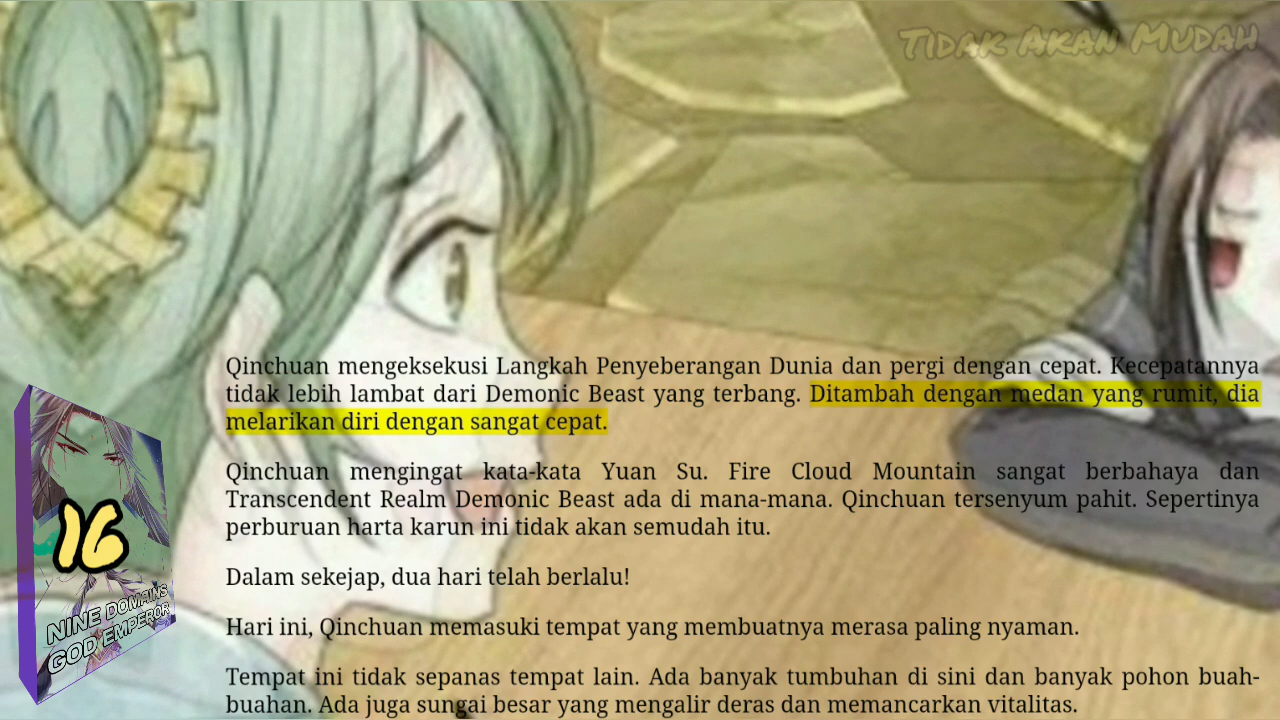 Tidak Akan Mudah
Qinchuan mengeksekusi Langkah Penyeberangan Dunia dan pergi dengan cepat. Kecepatannya
tidak lebih lambat dari Demonic Beast yang terbang. Ditambah dengan medan yang rumit, dia
melarikan diri dengan sangat cepat.
Qinchuan mengingat kata-kata Yuan Su. Fire Cloud Mountain sangat berbahaya dan
Transcendent Realm Demonic Beast ada di mana-mana. Qinchuan tersenyum pahit. Sepertinya
perburuan harta karun ini tidak akan semudah itu.
Dalam sekejap, dua hari telah berlalu!
Hari ini, Qinchuan memasuki tempat yang membuatnya merasa paling nyaman.
Tempat ini tidak sepanas tempat lain. Ada banyak tumbuhan di sini dan banyak pohon buah-
buahan. Ada juga sungai besar yang mengalir deras dan memancarkan vitalitas.
16
NINE DOMAINS
GOD EMPEROR